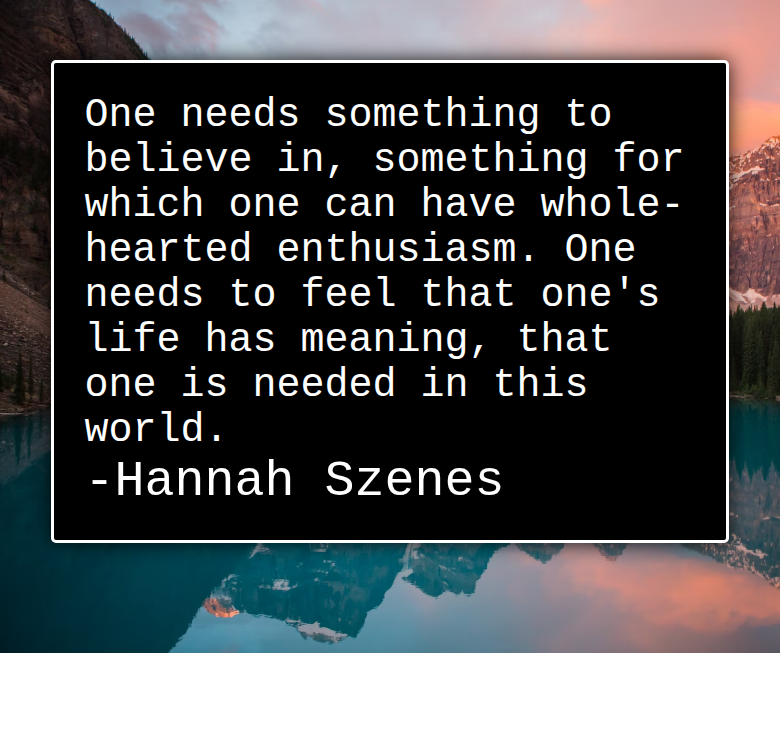 One needs something to
believe in, something for
which one can have whole-
hearted enthusiasm. One
needs to feel that one's
life has meaning, that
one is needed in this
world.
-Hannah Szenes